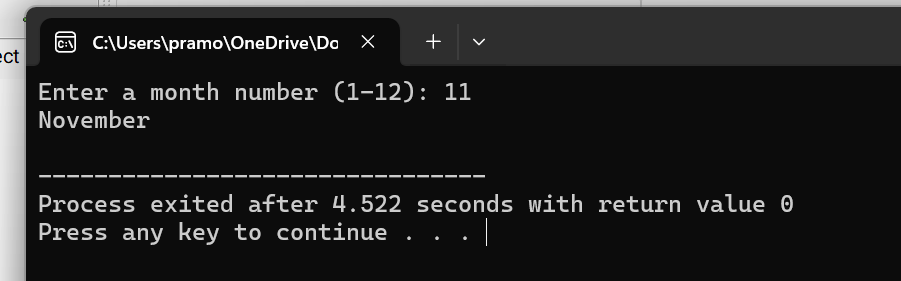 ect
C:\Users\pramo\OneDrive\Do
Enter a month number (1-12): 11
November
--------------------------------
Process exited after 4.522 seconds with return value 0
Press any key to continue . . .